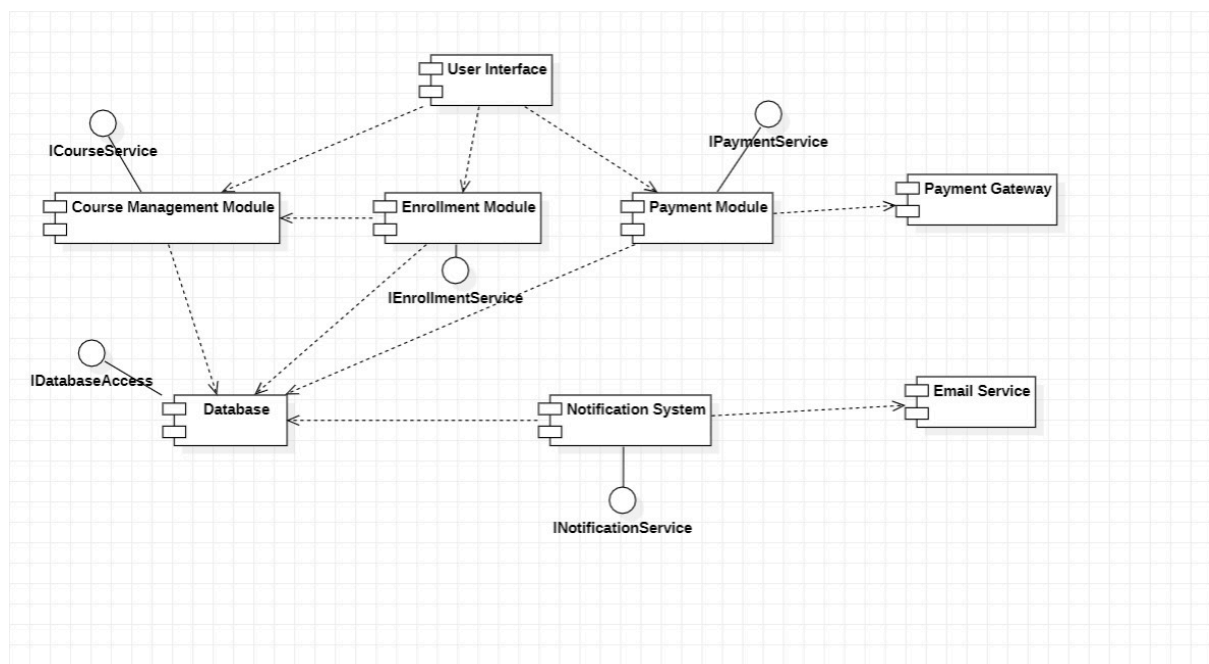 User Interface
ICourseService
IPaymentService
Course Management Module
Enrollment Module
Payment Module
Payment Gateway
IEnrollmentService
IDatabaseAccess
Database
Notification System
Email Service
INotificationService